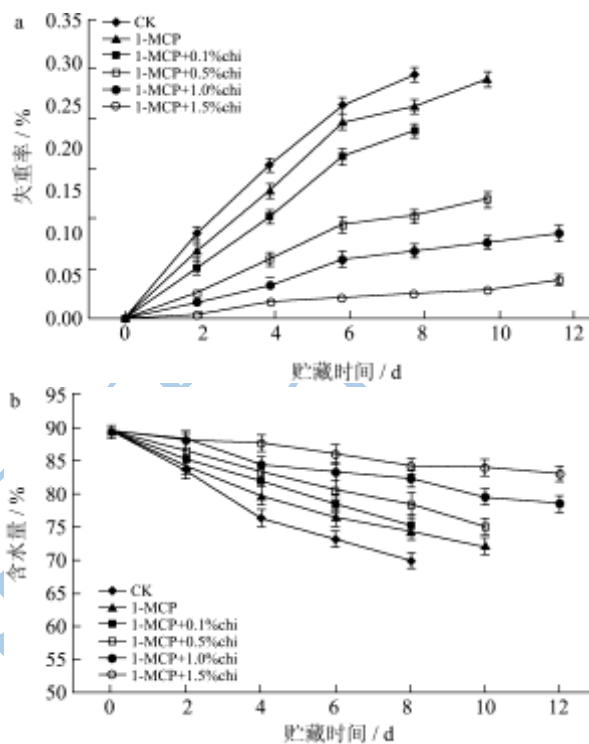 a
0.35
0.30
0.25
0.20
0.15
0.10
0.05
0.00
失重率 / %
CK
1-MCP
1-MCP+0.1%chi
1-MCP+0.5%chi
1-MCP+1.0%chi
1-MCP+1.5%chi
0 2 4 6 8 10 12
贮藏时间 / d
b
95
90
85
80
75
70
65
60
55
50
含水量 / %
CK
1-MCP
1-MCP+0.1%chi
1-MCP+0.5%chi
1-MCP+1.0%chi
1-MCP+1.5%chi
0 2 4 6 8 10 12
贮藏时间 / d